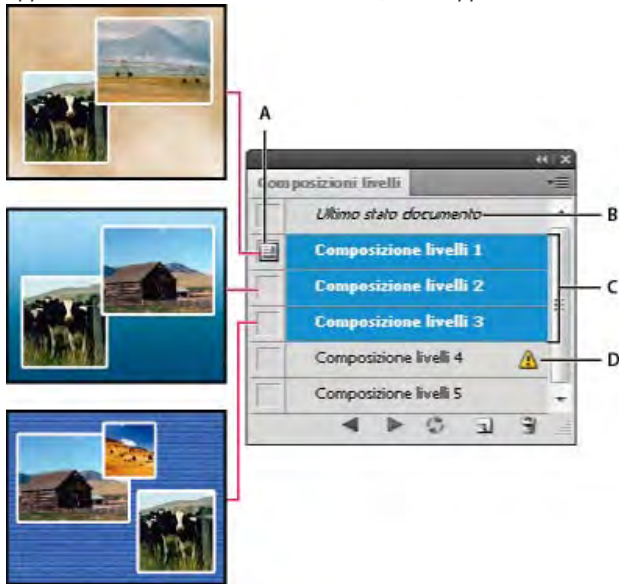 A
Composizioni livelli
Ultimo stato documento
B
Composizione livelli 1
Composizione livelli 2
C
Composizione livelli 3
Composizione livelli 4
D
Composizione livelli 5